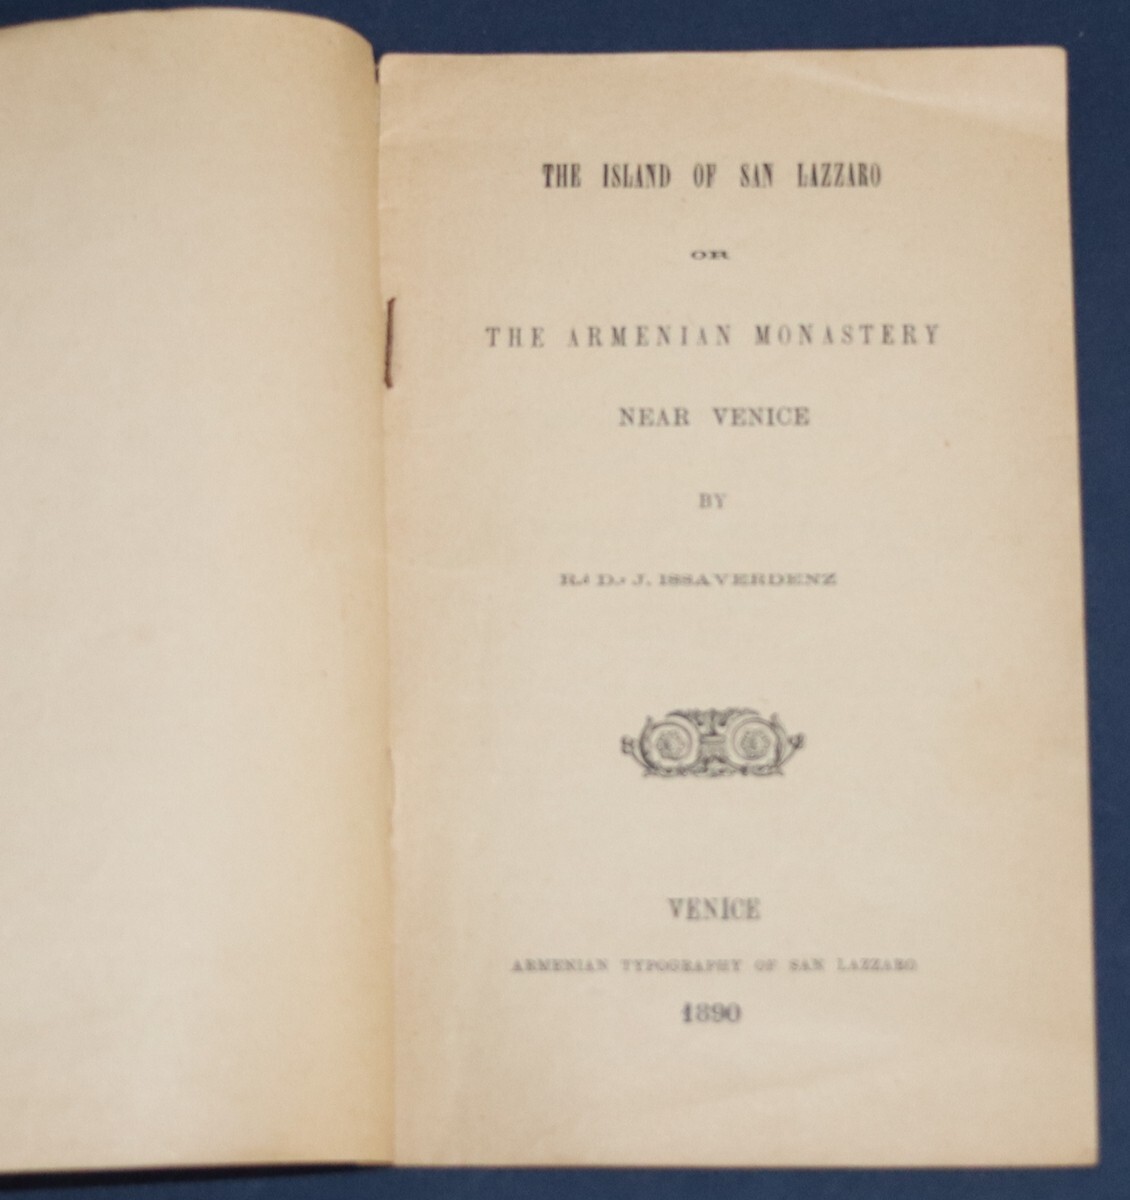 THE ISLAND OF SAN LAZZARO
OR
THE ARMENIAN MONASTERY
NEAR VENICE
BY
R.d D.r J. ISSAVERDENZ
VENICE
ARMENIAN TYPOGRAPHY OF SAN LAZZARO
1890